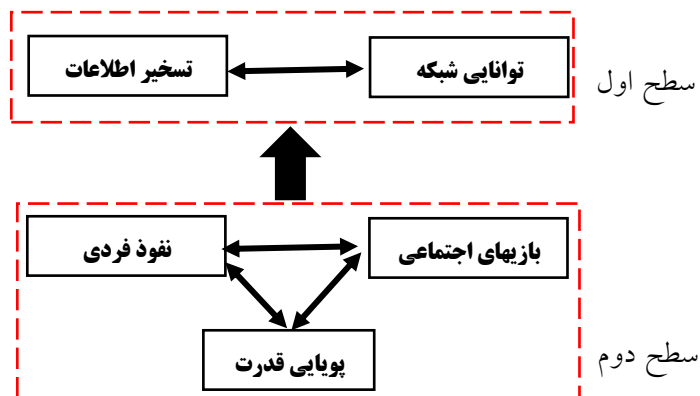 توانایی شبکه
تسخیر اطلاعات
سطح اول
بازیهای اجتماعی
نفوذ فردی
پویایی قدرت
سطح دوم